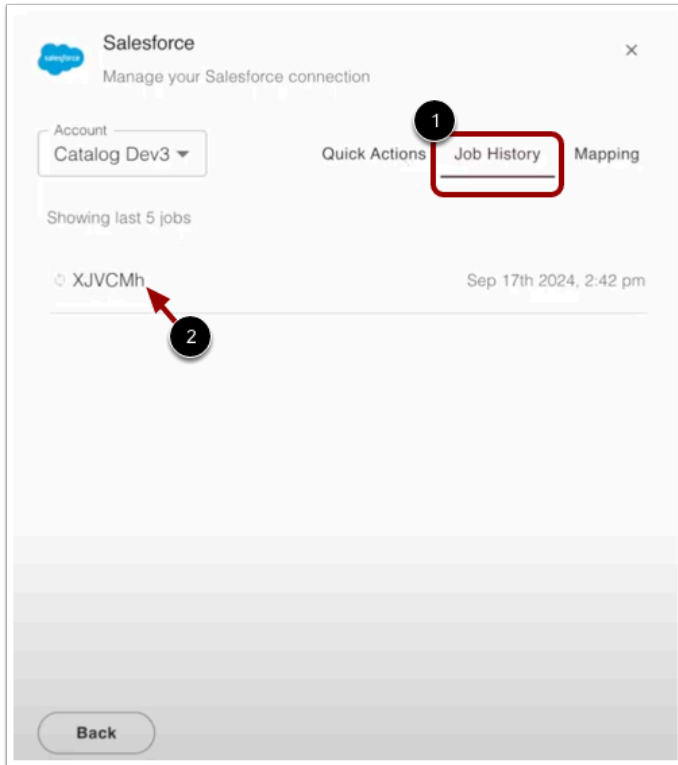 salesforce
Salesforce
Manage your Salesforce connection
×
1
Account
Catalog Dev3
Quick Actions
Job History
Mapping
Showing last 5 jobs
XJVCMh
Sep 17th 2024, 2:42 pm
2
Back